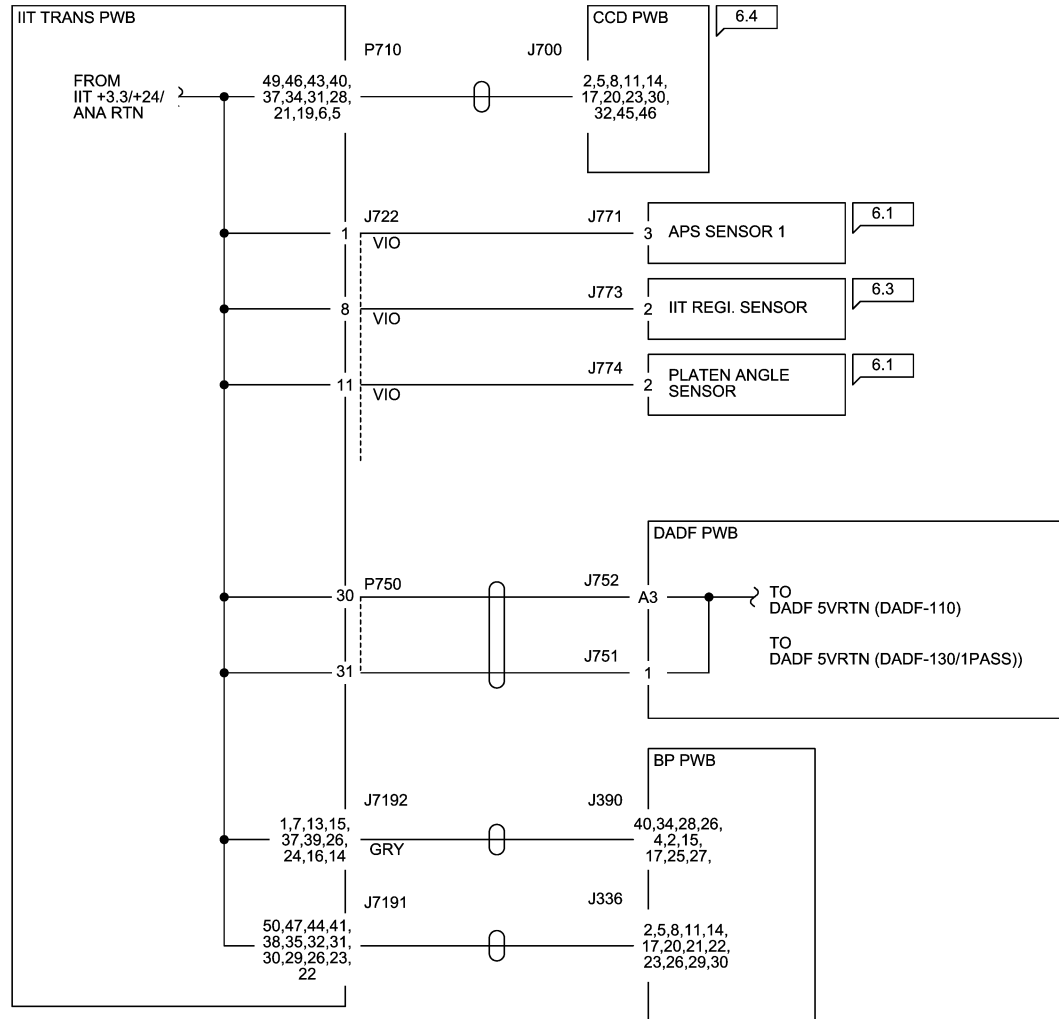 IIT TRANS PWB
CCD PWB
6.4
P710
J700
FROM
IIT +3.3/+24/
ANA RTN
49,46,43,40,
37,34,31,28,
21,19,6,5
2,5,8,11,14,
17,20,23,30,
32,45,46
J722
J771
6.1
1
VIO
3
APS SENSOR 1
J773
6.3
8
VIO
2
IIT REGI. SENSOR
J774
6.1
11
VIO
2
PLATEN ANGLE
SENSOR
DADF PWB
P750
J752
30
A3
TO
DADF 5VRTN (DADF-110)
TO
DADF 5VRTN (DADF-130/1PASS))
J751
31
1
BP PWB
J7192
J390
1,7,13,15,
37,39,26,
24,16,14
GRY
40,34,28,26,
4,2,15,
17,25,27,
J7191
J336
50,47,44,41,
38,35,32,31,
30,29,26,23,
22
2,5,8,11,14,
17,20,21,22,
23,26,29,30